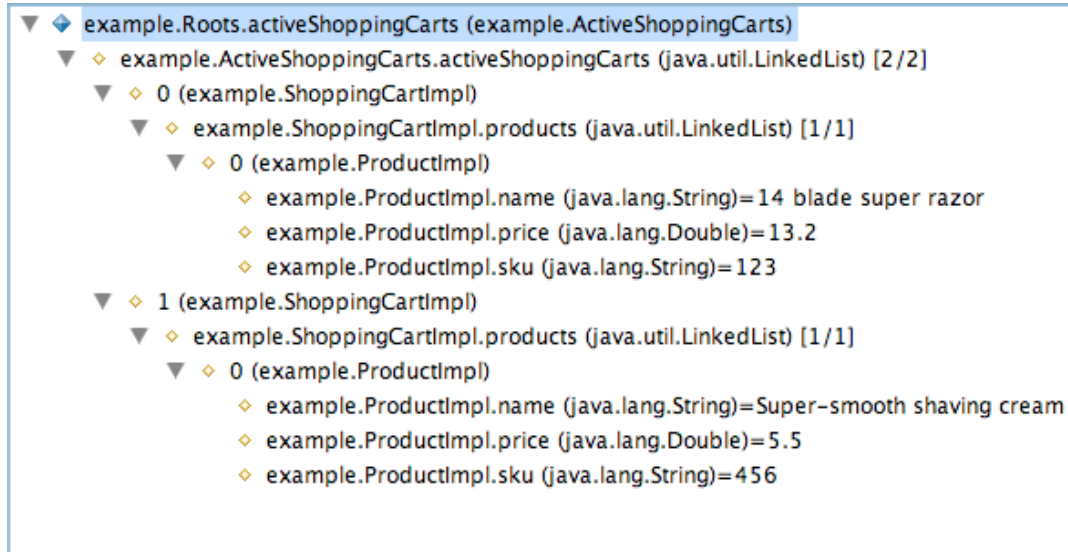 example.Roots.activeShoppingCarts (example.ActiveShoppingCarts)
example.ActiveShoppingCarts.activeShoppingCarts (java.util.LinkedList) [2/2]
0 (example.ShoppingCartImpl)
example.ShoppingCartImpl.products (java.util.LinkedList) [1/1]
0 (example.ProductImpl)
example.ProductImpl.name (java.lang.String)=14 blade super razor
example.ProductImpl.price (java.lang.Double)=13.2
example.ProductImpl.sku (java.lang.String)=123
1 (example.ShoppingCartImpl)
example.ShoppingCartImpl.products (java.util.LinkedList) [1/1]
0 (example.ProductImpl)
example.ProductImpl.name (java.lang.String)=Super-smooth shaving cream
example.ProductImpl.price (java.lang.Double)=5.5
example.ProductImpl.sku (java.lang.String)=456